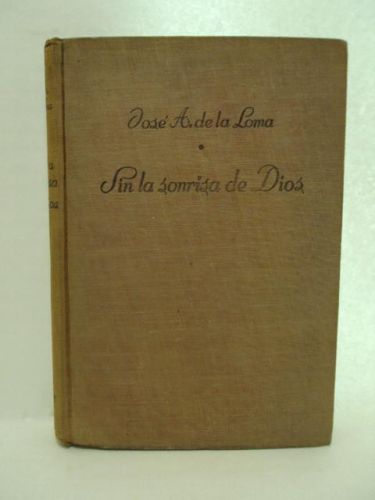 José A. de la Loma
Sin la sonrisa de Dios